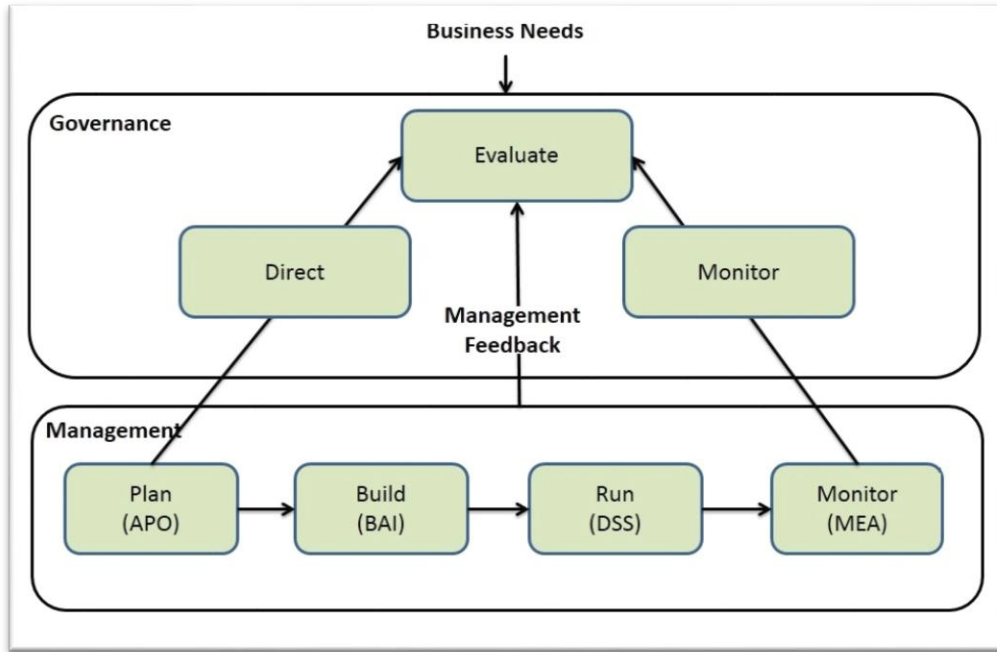 Business Needs
Governance
Evaluate
Direct
Monitor
Management
Feedback
Management
Plan
(APO)
Build
(BAI)
Run
(DSS)
Monitor
(MEA)